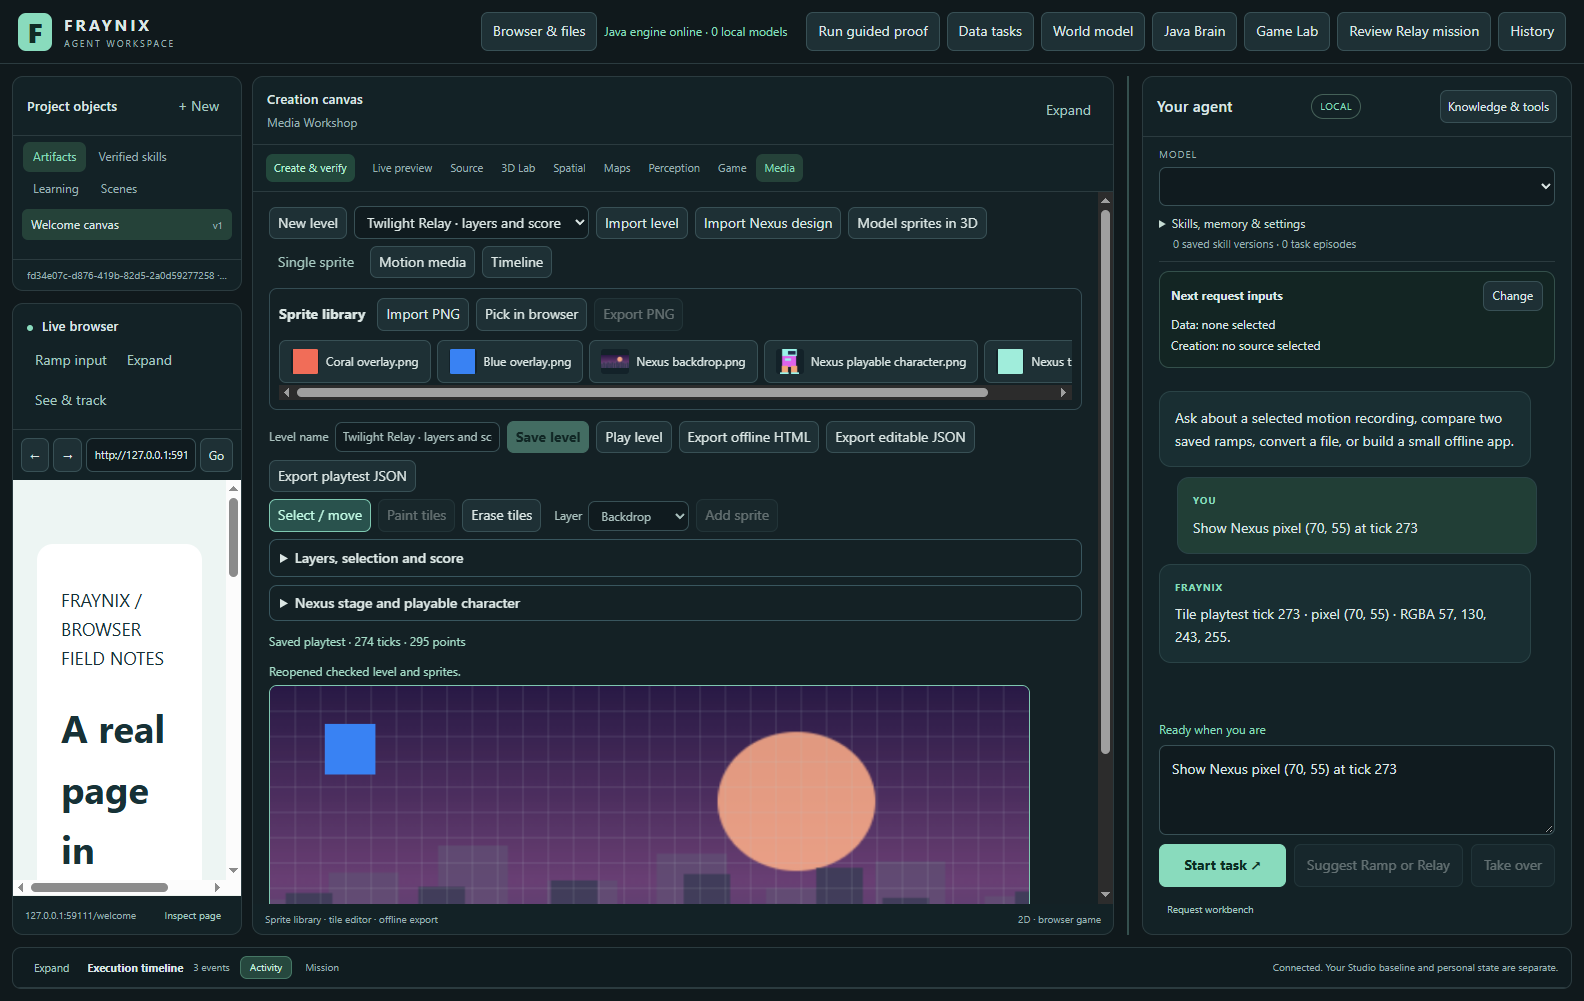 F
FRAYNIX
AGENT WORKSPACE
Browser & files
Java engine online · 0 local models
Run guided proof
Data tasks
World model
Java Brain
Game Lab
Review Relay mission
History
Project objects
+ New
Artifacts
Verified skills
Learning
Scenes
Welcome canvas
v1
fd34e07c-d876-419b-82d5-2a0d59277258 ·...
Live browser
Ramp input
Expand
See & track
←
→
http://127.0.0.1:591
Go
FRAYNIX /
BROWSER
FIELD NOTES
A real
page
in
127.0.0.1:59111/welcome
Inspect page
Creation canvas
Media Workshop
Expand
Create & verify
Live preview
Source
3D Lab
Spatial
Maps
Perception
Game
Media
New level
Twilight Relay · layers and score
Import level
Import Nexus design
Model sprites in 3D
Single sprite
Motion media
Timeline
Sprite library
Import PNG
Pick in browser
Export PNG
Coral overlay.png
Blue overlay.png
Nexus backdrop.png
Nexus playable character.png
Nexus t
Level name
Twilight Relay - layers and sc
Save level
Play level
Export offline HTML
Export editable JSON
Export playtest JSON
Select / move
Paint tiles
Erase tiles
Layer
Backdrop
Add sprite
Layers, selection and score
Nexus stage and playable character
Saved playtest · 274 ticks · 295 points
Reopened checked level and sprites.
Sprite library · tile editor · offline export
2D · browser game
Your agent
LOCAL
Knowledge & tools
MODEL
Skills, memory & settings
0 saved skill versions · 0 task episodes
Next request inputs
Change
Data: none selected
Creation: no source selected
Ask about a selected motion recording, compare two
saved ramps, convert a file, or build a small offline app.
YOU
Show Nexus pixel (70, 55) at tick 273
FRAYNIX
Tile playtest tick 273 · pixel (70, 55) · RGBA 57, 130,
243, 255.
Ready when you are
Show Nexus pixel (70, 55) at tick 273
Start task ↗
Suggest Ramp or Relay
Take over
Request workbench
Expand
Execution timeline
3 events
Activity
Mission
Connected. Your Studio baseline and personal state are separate.